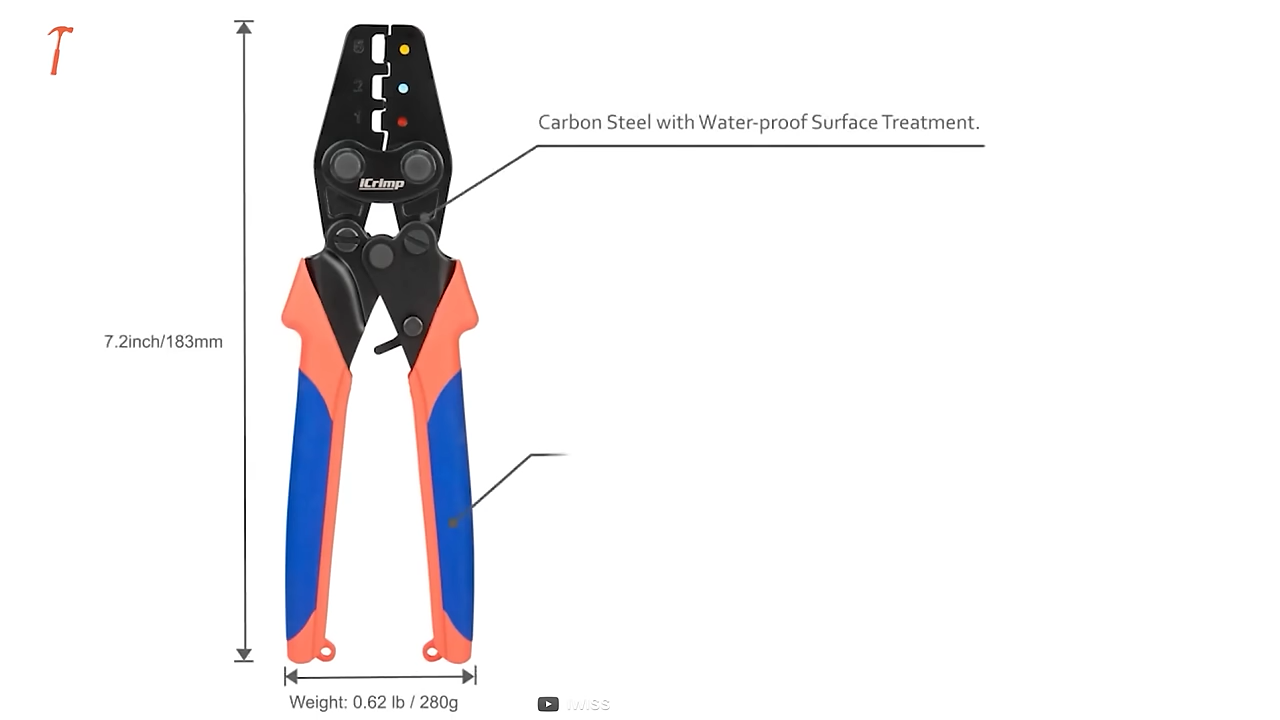 Carbon Steel with Water-proof Surface Treatment.
iCrimp
7.2inch/183mm
Weight: 0.62 lb / 280g